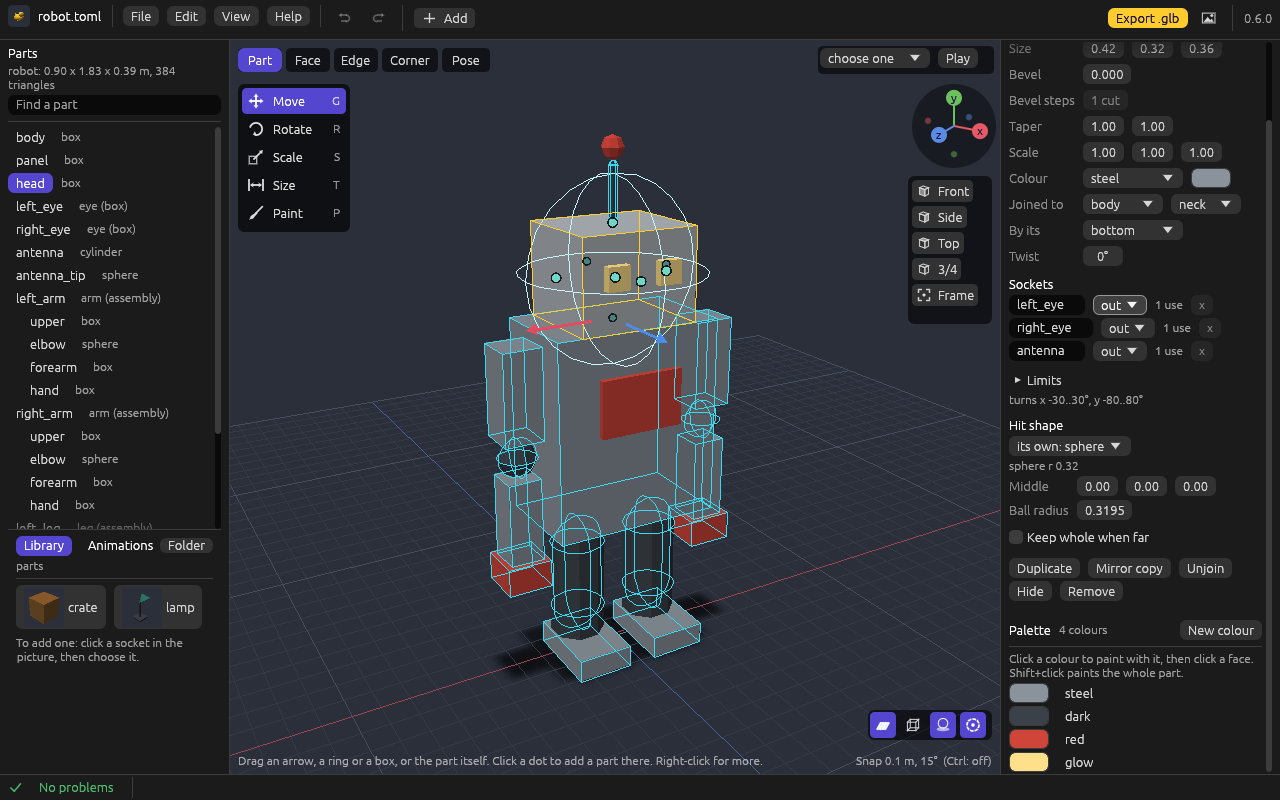 robot.toml File Edit View Help Add Export .glb 0.6.0
Parts
robot: 0.90 x 1.83 x 0.39 m, 384
triangles
Find a part
body box
panel box
head box
left_eye eye (box)
right_eye eye (box)
antenna cylinder
antenna_tip sphere
left_arm arm (assembly)
upper box
elbow sphere
forearm box
hand box
right_arm arm (assembly)
upper box
elbow sphere
forearm box
hand box
left_leg leg (assembly)
Library Animations Folder
parts
crate lamp
To add one: click a socket in the
picture, then choose it.
Part Face Edge Corner Pose
choose one Play
Move G
Rotate R
Scale S
Size T
Paint P
y
x
z
Front
Side
Top
3/4
Frame
Drag an arrow, a ring or a box, or the part itself. Click a dot to add a part there. Right-click for more.
Snap 0.1 m, 15° (Ctrl: off)
Size 0.42 0.32 0.36
Bevel 0.000
Bevel steps 1 cut
Taper 1.00 1.00
Scale 1.00 1.00 1.00
Colour steel
Joined to body neck
By its bottom
Twist 0°
Sockets
left_eye out 1 use x
right_eye out 1 use x
antenna out 1 use x
Limits
turns x -30..30°, y -80..80°
Hit shape
its own: sphere
sphere r 0.32
Middle 0.00 0.00 0.00
Ball radius 0.3195
Keep whole when far
Duplicate Mirror copy Unjoin
Hide Remove
Palette 4 colours New colour
Click a colour to paint with it, then click a face.
Shift+click paints the whole part.
steel
dark
red
glow
No problems